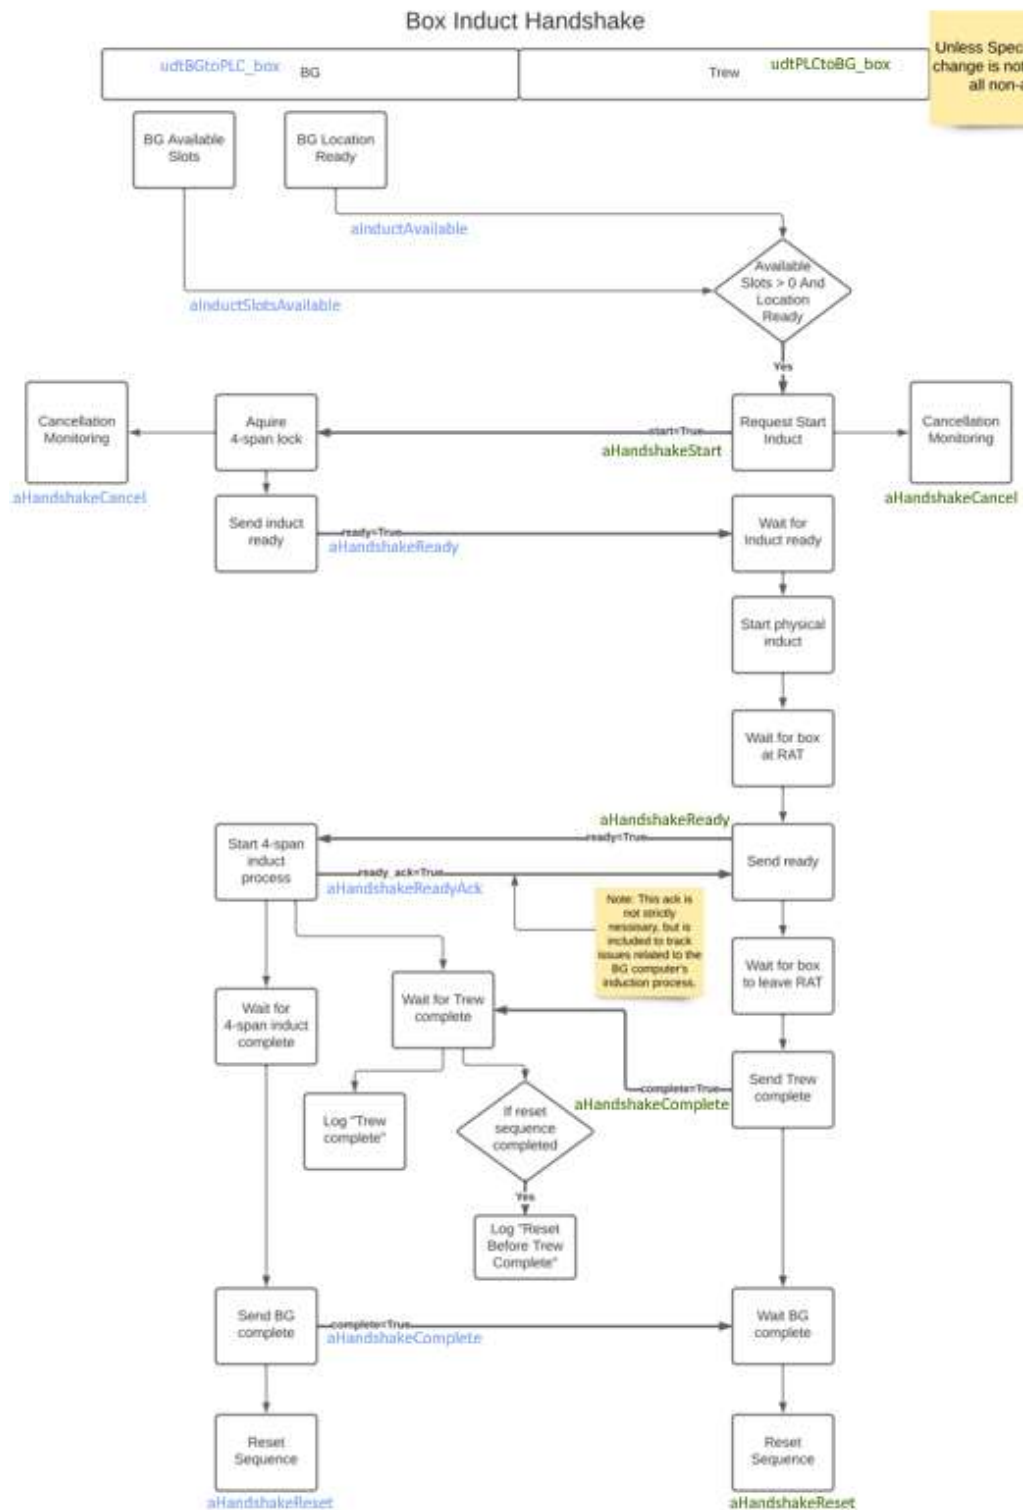 Box Induct Handshake
udtBGtoPLC_box
BG
Trew
udtPLCtoBG_box
Unless Spec
change is not
all non-a
BG Available
Slots
BG Location
Ready
aInductAvailable
aInductSlotsAvailable
Available
Slots > 0 And
Location
Ready
Yes
Cancellation
Monitoring
aHandshakeCancel
Aquire
4-span lock
start=True
aHandshakeStart
Request Start
Induct
Cancellation
Monitoring
aHandshakeCancel
Send induct
ready
ready=True
aHandshakeReady
Wait for
Induct ready
Start physical
induct
Wait for box
at RAT
aHandshakeReady
ready=True
Start 4-span
induct
process
ready_ack=True
aHandshakeReadyAck
Send ready
Note: This ack is
not strictly
nessisary, but is
included to track
issues related to the
BG computer's
induction process.
Wait for box
to leave RAT
Wait for
4-span induct
complete
Wait for Trew
complete
complete=True
aHandshakeComplete
Send Trew
complete
Log "Trew
complete"
If reset
sequence
completed
Yes
Log "Reset
Before Trew
Complete"
Send BG
complete
complete=True
aHandshakeComplete
Wait BG
complete
Reset
Sequence
aHandshakeReset
Reset
Sequence
aHandshakeReset